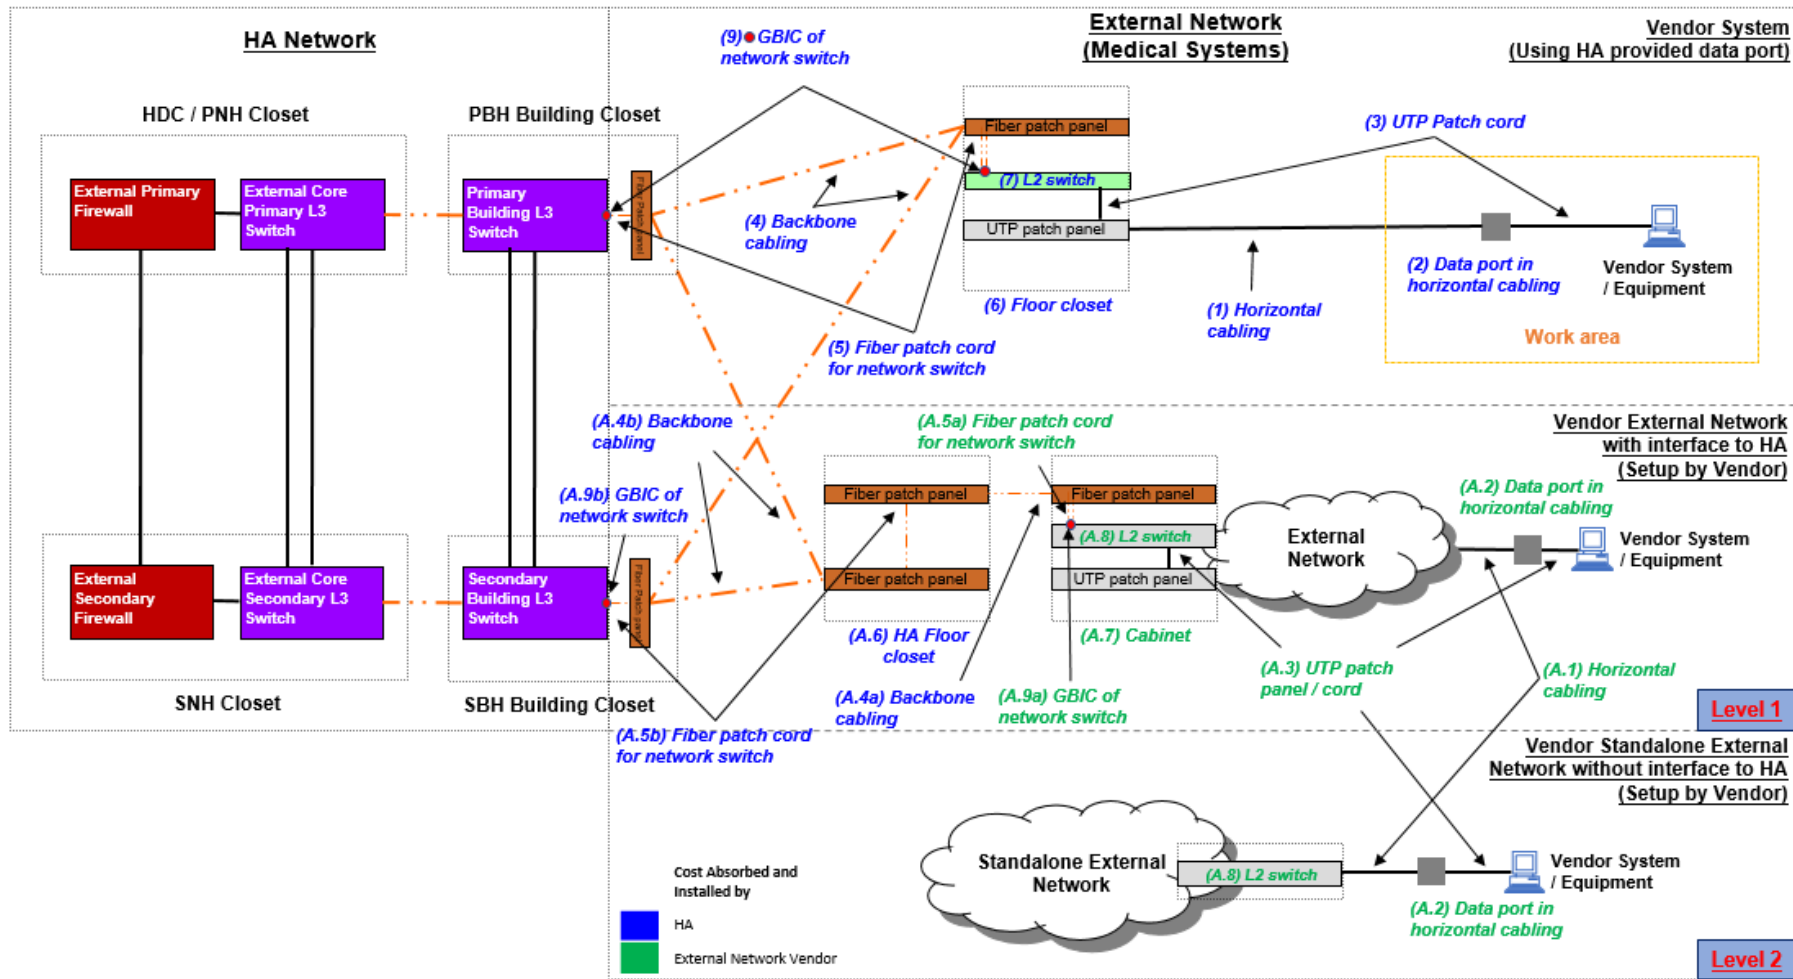 HA Network
External Network
(Medical Systems)
Vendor System
(Using HA provided data port)
(9) GBIC of
network switch
HDC / PNH Closet
PBH Building Closet
External Primary
Firewall
External Core
Primary L3
Switch
Primary
Building L3
Switch
Fiber Patch panel
(4) Backbone
cabling
Fiber patch panel
(7) L2 switch
UTP patch panel
(6) Floor closet
(5) Fiber patch cord
for network switch
(3) UTP Patch cord
(2) Data port in
horizontal cabling
Vendor System
/ Equipment
(1) Horizontal
cabling
Work area
(A.4b) Backbone
cabling
(A.5a) Fiber patch cord
for network switch
Vendor External Network
with interface to HA
(Setup by Vendor)
(A.9b) GBIC of
network switch
Fiber patch panel
Fiber patch panel
Fiber patch panel
(A.8) L2 switch
UTP patch panel
External
Network
(A.2) Data port in
horizontal cabling
Vendor System
/ Equipment
External
Secondary
Firewall
External Core
Secondary L3
Switch
Secondary
Building L3
Switch
Fiber Patch panel
(A.6) HA Floor
closet
(A.7) Cabinet
(A.3) UTP patch
panel / cord
(A.1) Horizontal
cabling
SNH Closet
SBH Building Closet
(A.4a) Backbone
cabling
(A.9a) GBIC of
network switch
(A.5b) Fiber patch cord
for network switch
Level 1
Vendor Standalone External
Network without interface to HA
(Setup by Vendor)
Standalone External
Network
(A.8) L2 switch
Vendor System
/ Equipment
(A.2) Data port in
horizontal cabling
Cost Absorbed and
Installed by
HA
External Network Vendor
Level 2